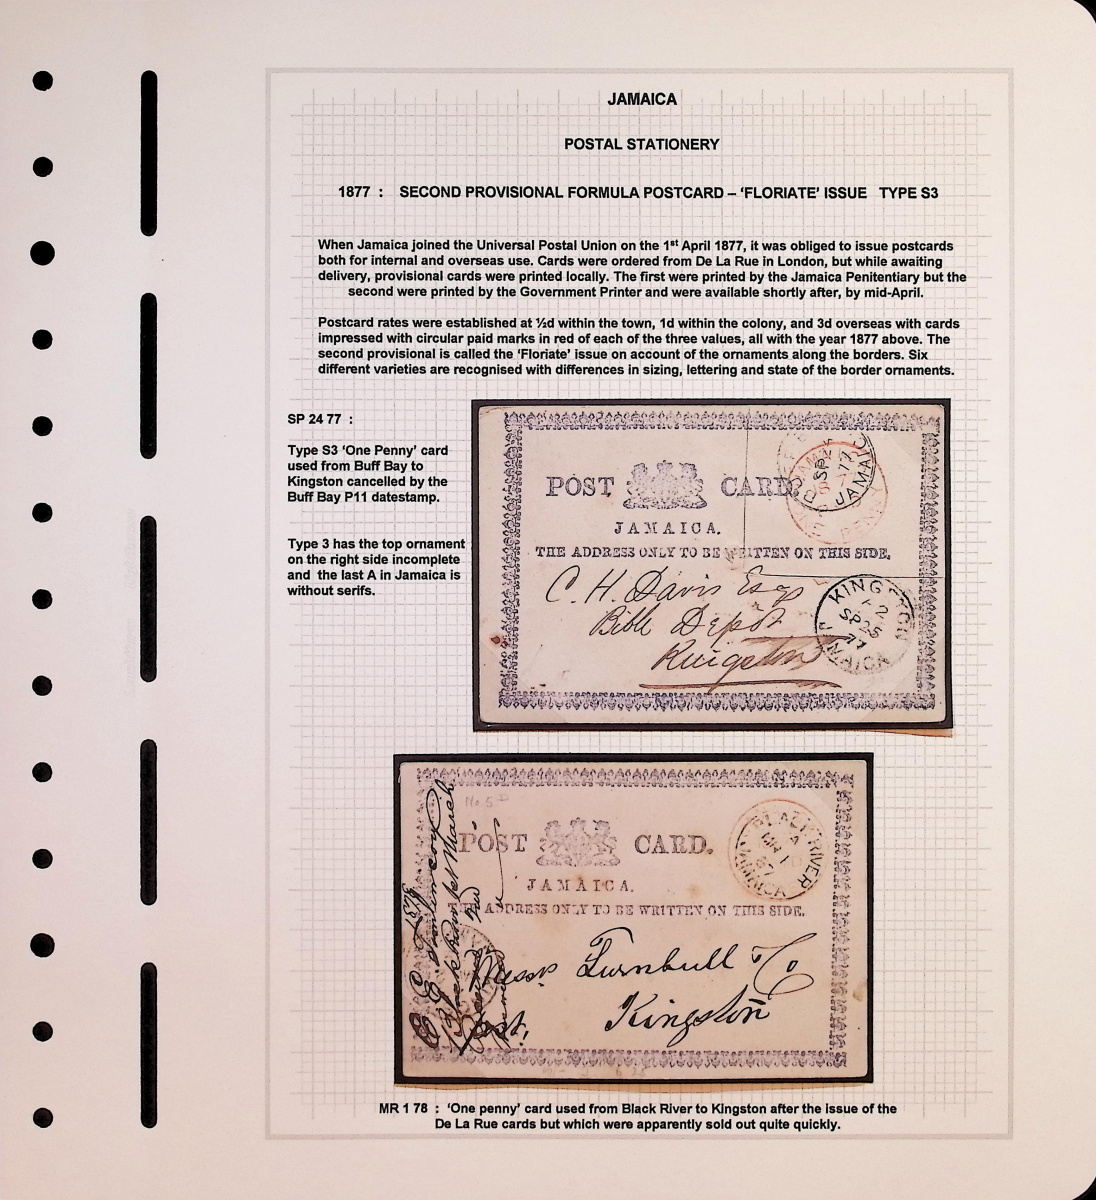 JAMAICA
POSTAL STATIONERY
1877 : SECOND PROVISIONAL FORMULA POSTCARD – ‘FLORIATE’ ISSUE TYPE S3
When Jamaica joined the Universal Postal Union on the 1st April 1877, it was obliged to issue postcards
both for internal and overseas use. Cards were ordered from De La Rue in London, but while awaiting
delivery, provisional cards were printed locally. The first were printed by the Jamaica Penitentiary but the
second were printed by the Government Printer and were available shortly after, by mid-April.
Postcard rates were established at ½d within the town, 1d within the colony, and 3d overseas with cards
impressed with circular paid marks in red of each of the three values, all with the year 1877 above. The
second provisional is called the ‘Floriate’ issue on account of the ornaments along the borders. Six
different varieties are recognised with differences in sizing, lettering and state of the border ornaments.
SP 24 77 :
Type S3 ‘One Penny’ card
used from Buff Bay to
Kingston cancelled by the
Buff Bay P11 datestamp.
Type 3 has the top ornament
on the right side incomplete
and the last A in Jamaica is
without serifs.
POST CARD.
JAMAICA.
THE ADDRESS ONLY TO BE WRITTEN ON THIS SIDE.
C. H. Davis Esqr
Bible Depôt
Kingston
KINGSTON
SP 25
77
JAMAICA
POST CARD.
JAMAICA.
THE ADDRESS ONLY TO BE WRITTEN ON THIS SIDE.
BLACK RIVER
A
MR 1
JAMAICA
Messrs Turnbull & Co
Kingston
MR 1 78 : ‘One penny’ card used from Black River to Kingston after the issue of the
De La Rue cards but which were apparently sold out quite quickly.